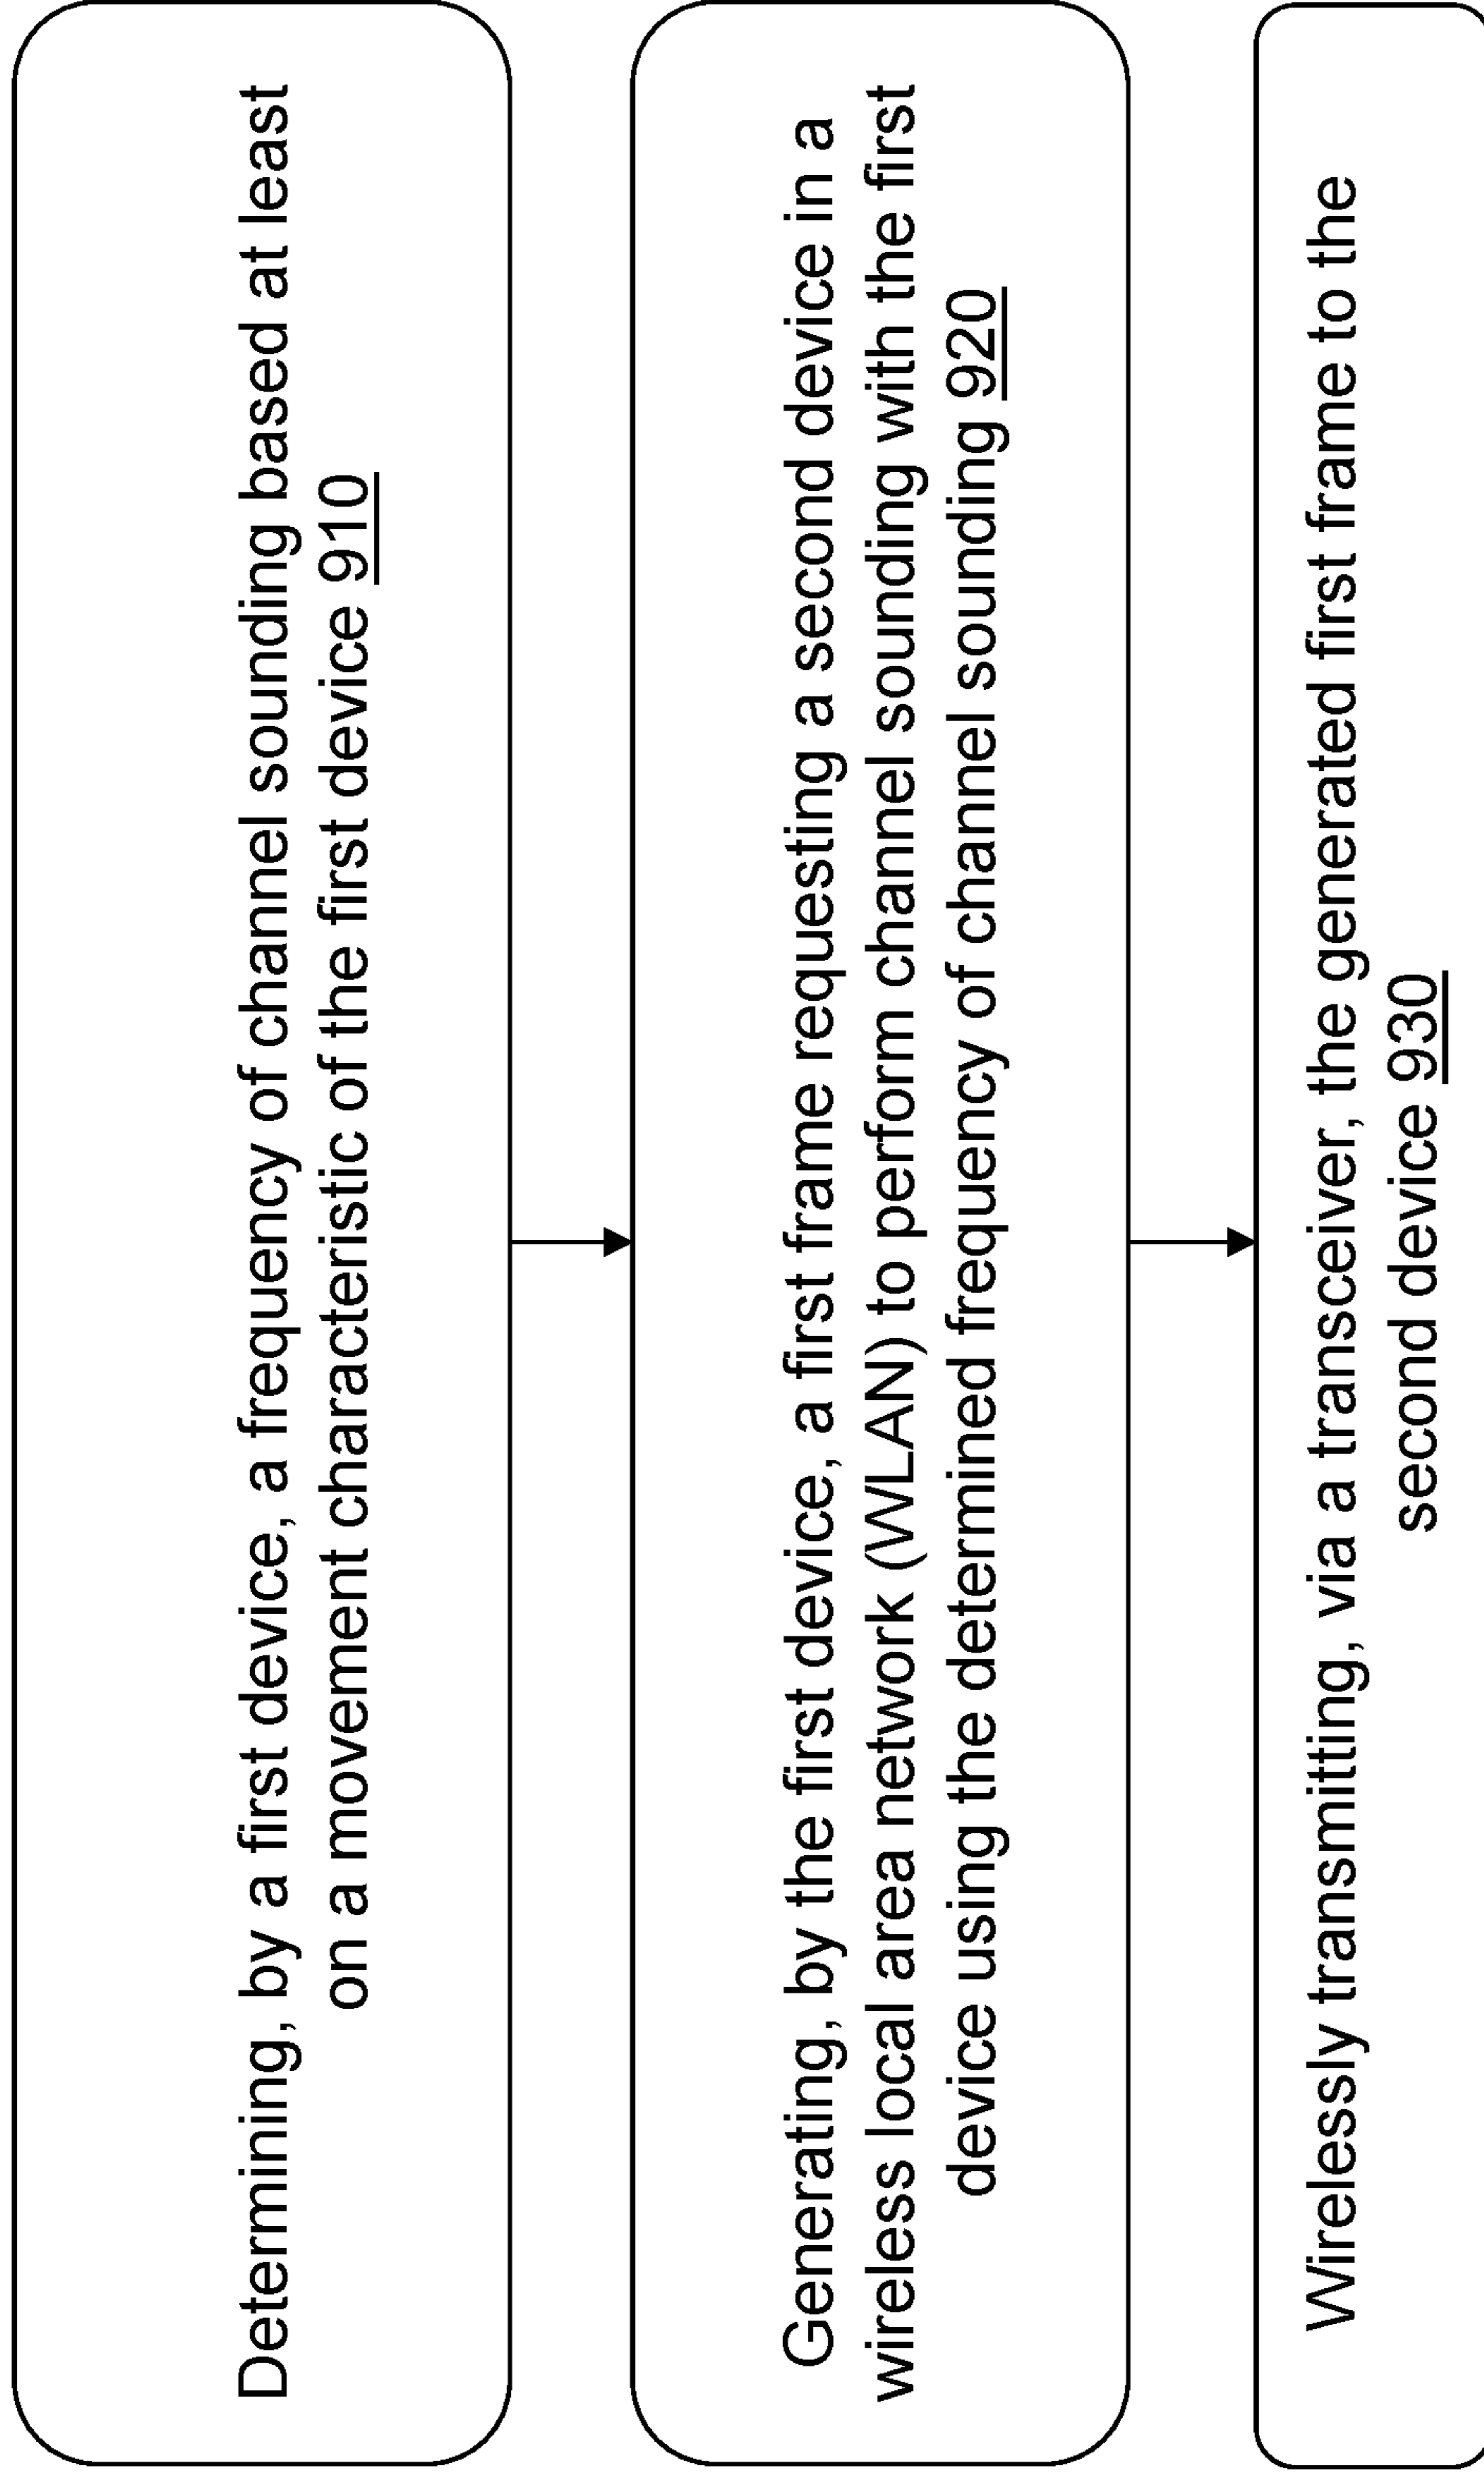 Determining, by a first device, a frequency of channel sounding based at least
on a movement characteristic of the first device 910
Generating, by the first device, a first frame requesting a second device in a
wireless local area network (WLAN) to perform channel sounding with the first
device using the determined frequency of channel sounding 920
Wirelessly transmitting, via a transceiver, the generated first frame to the
second device 930